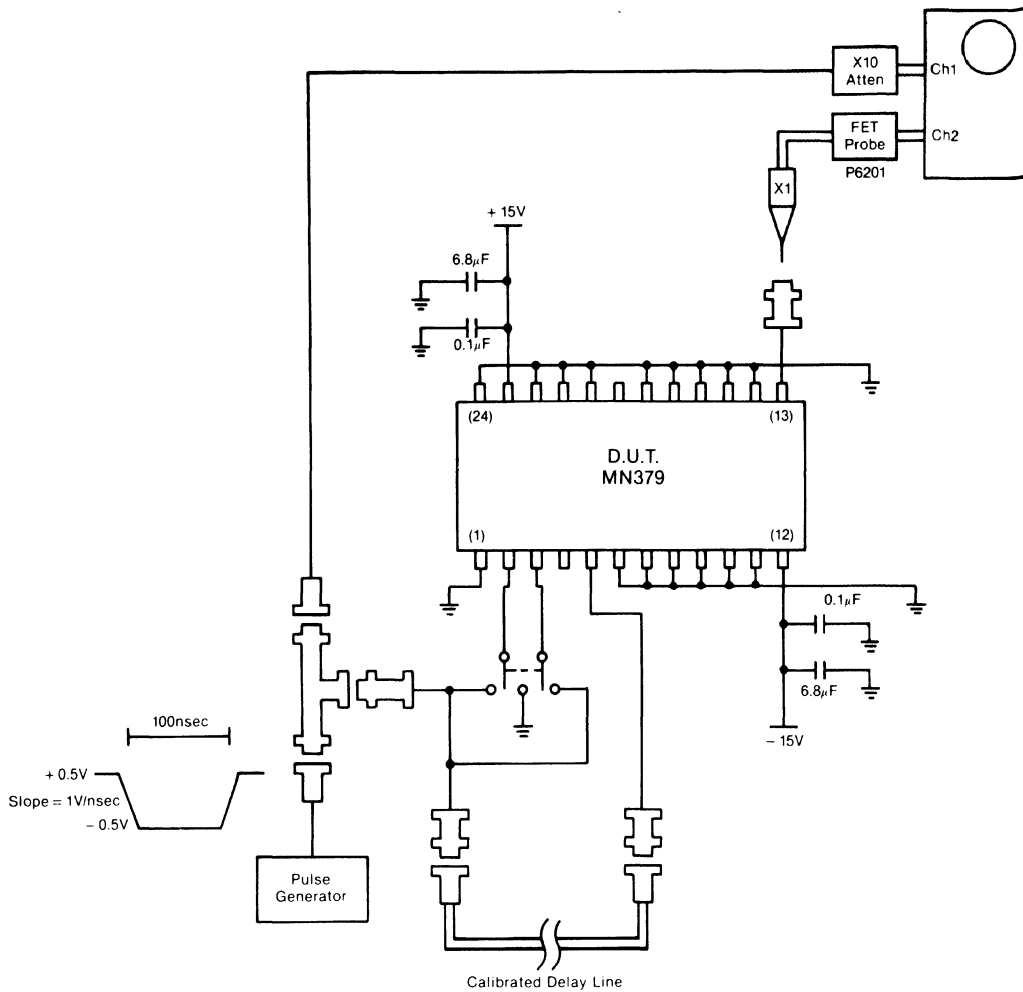 X10
Atten
Ch1
FET
Probe
Ch2
P6201
X1
+ 15V
6.8µF
0.1µF
(24)
(13)
D.U.T.
MN379
(1)
(12)
0.1µF
6.8µF
- 15V
100nsec
+ 0.5V
Slope = 1V/nsec
- 0.5V
Pulse
Generator
Calibrated Delay Line